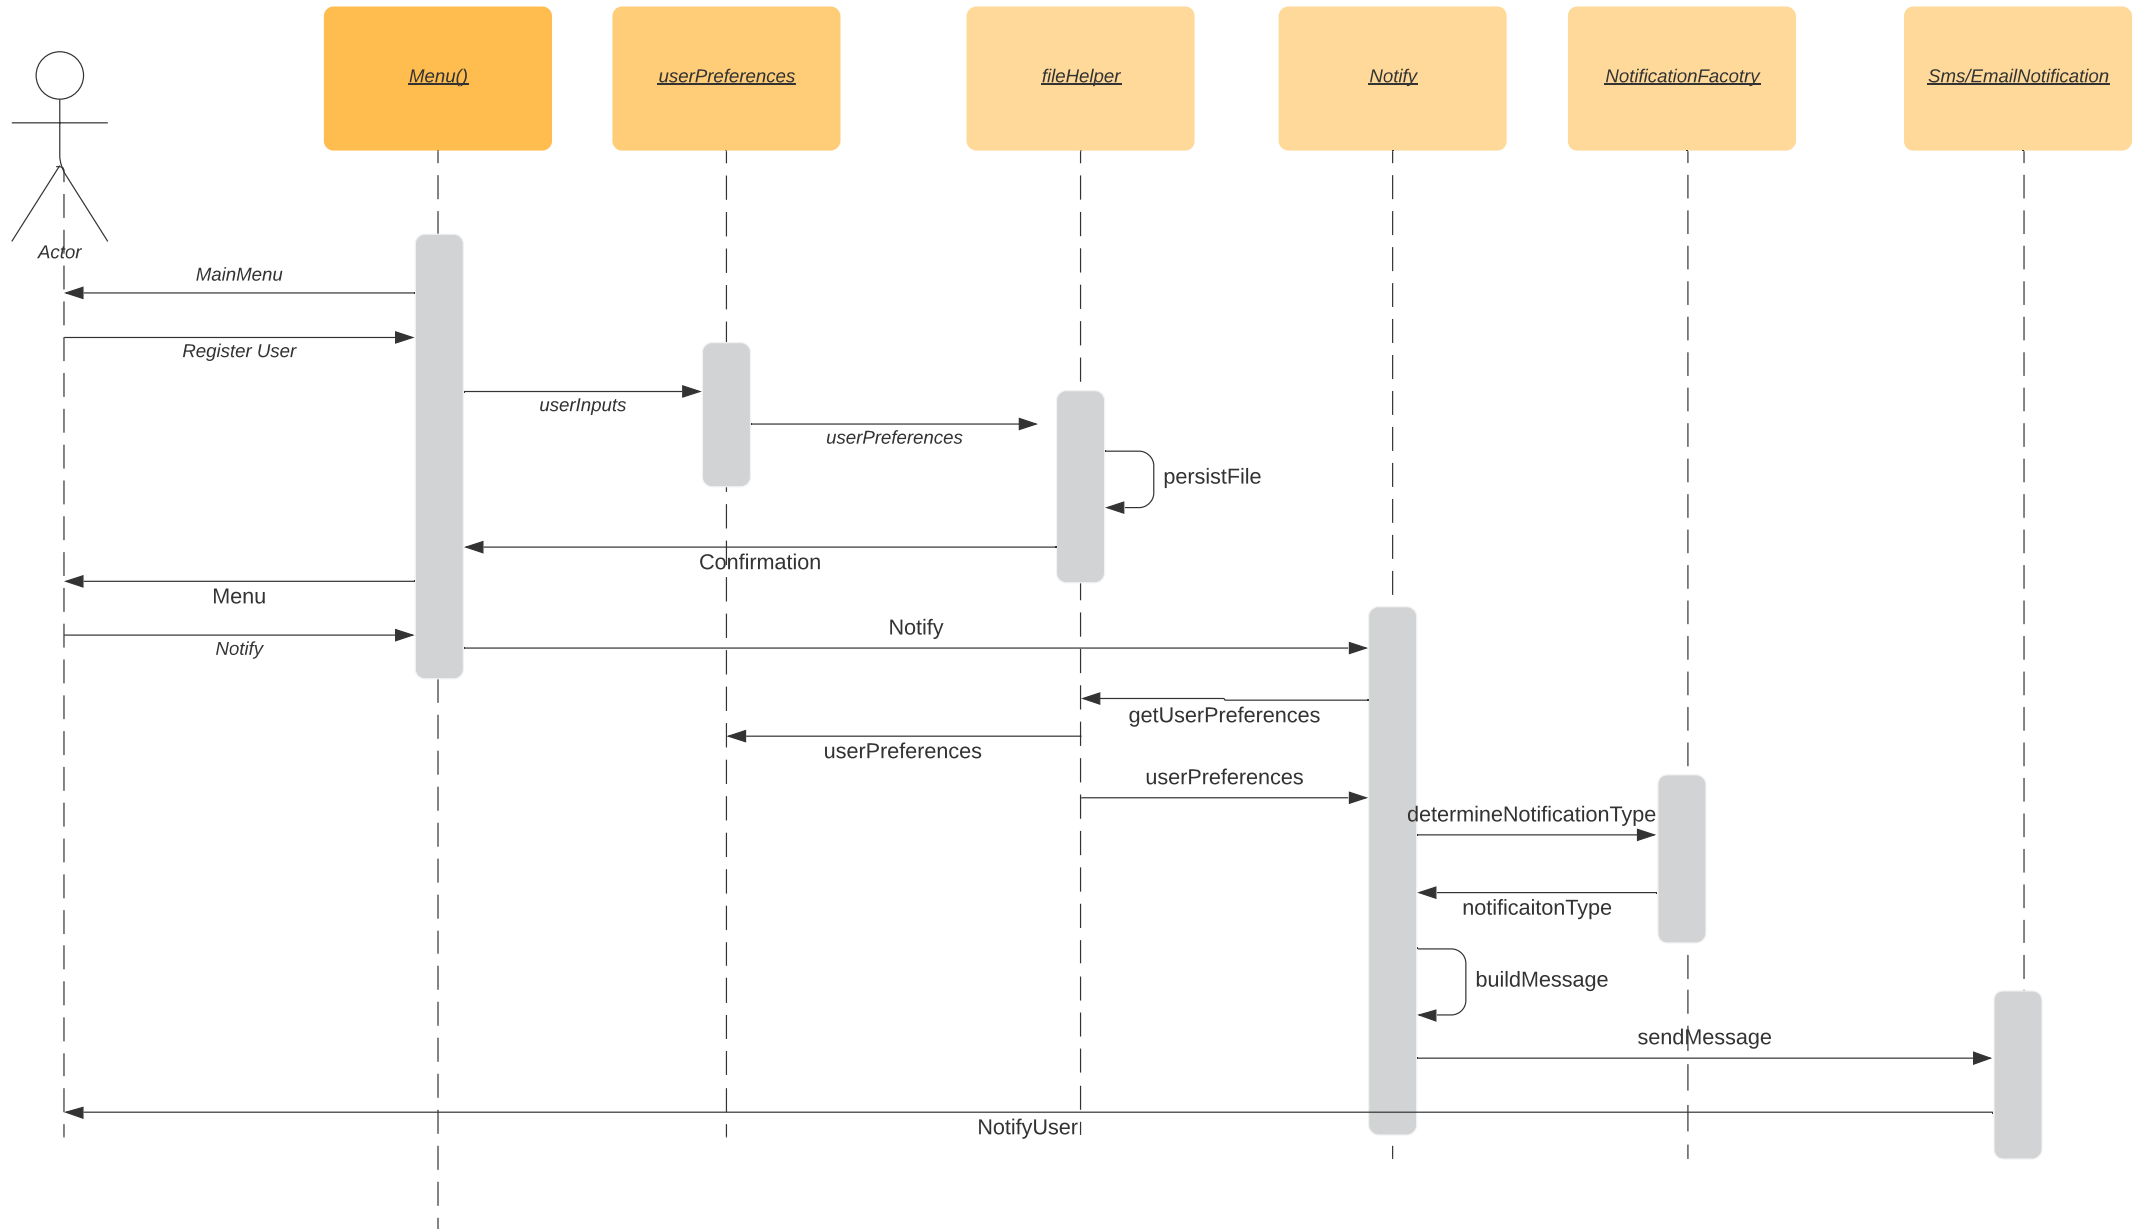 Menu()
userPreferences
fileHelper
Notify
NotificationFacotry
Sms/EmailNotification
Actor
MainMenu
Register User
userInputs
userPreferences
persistFile
Confirmation
Menu
Notify
Notify
getUserPreferences
userPreferences
userPreferences
determineNotificationType
notificaitonType
buildMessage
sendMessage
NotifyUser